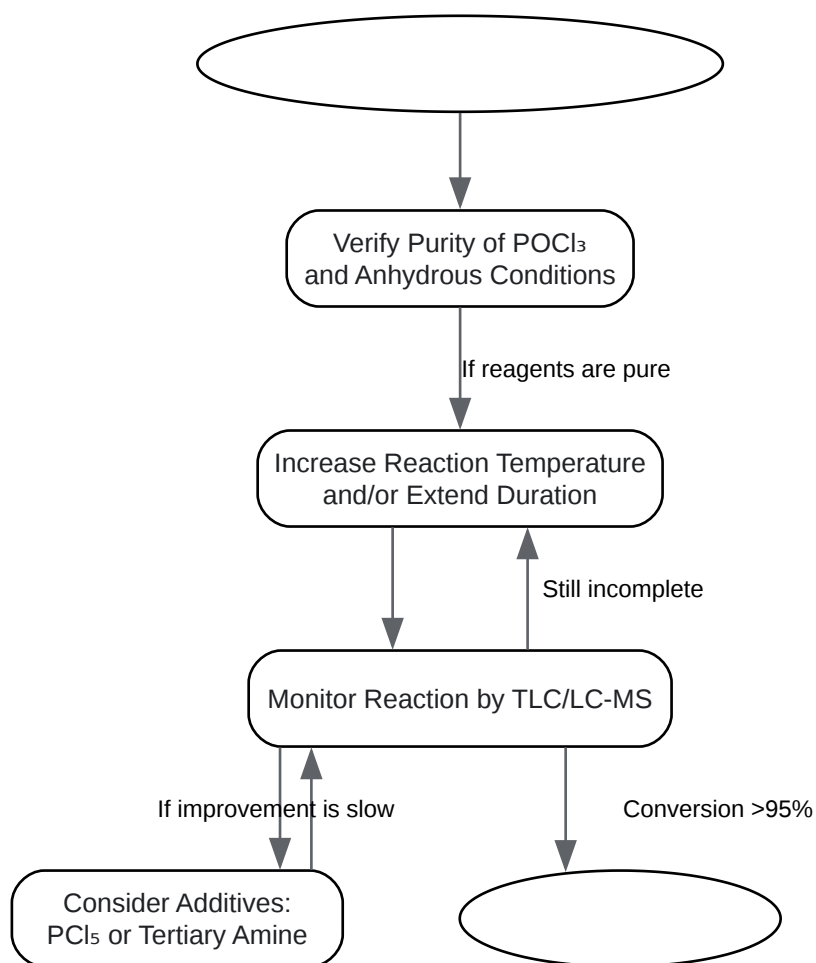 Verify Purity of POCl₃
and Anhydrous Conditions
If reagents are pure
Increase Reaction Temperature
and/or Extend Duration
Still incomplete
Monitor Reaction by TLC/LC-MS
If improvement is slow
Conversion >95%
Consider Additives:
PCl₅ or Tertiary Amine